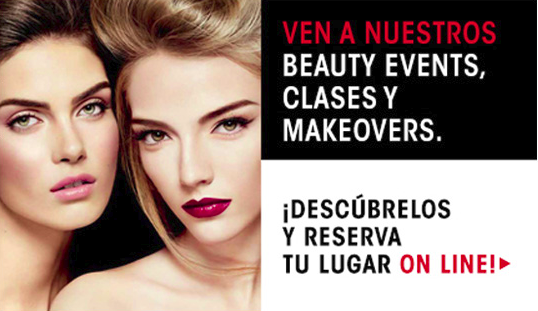 VEN A NUESTROS
BEAUTY EVENTS,
CLASES Y
MAKEOVERS.
¡DESCÚBRELOS
Y RESERVA
TU LUGAR ON LINE!